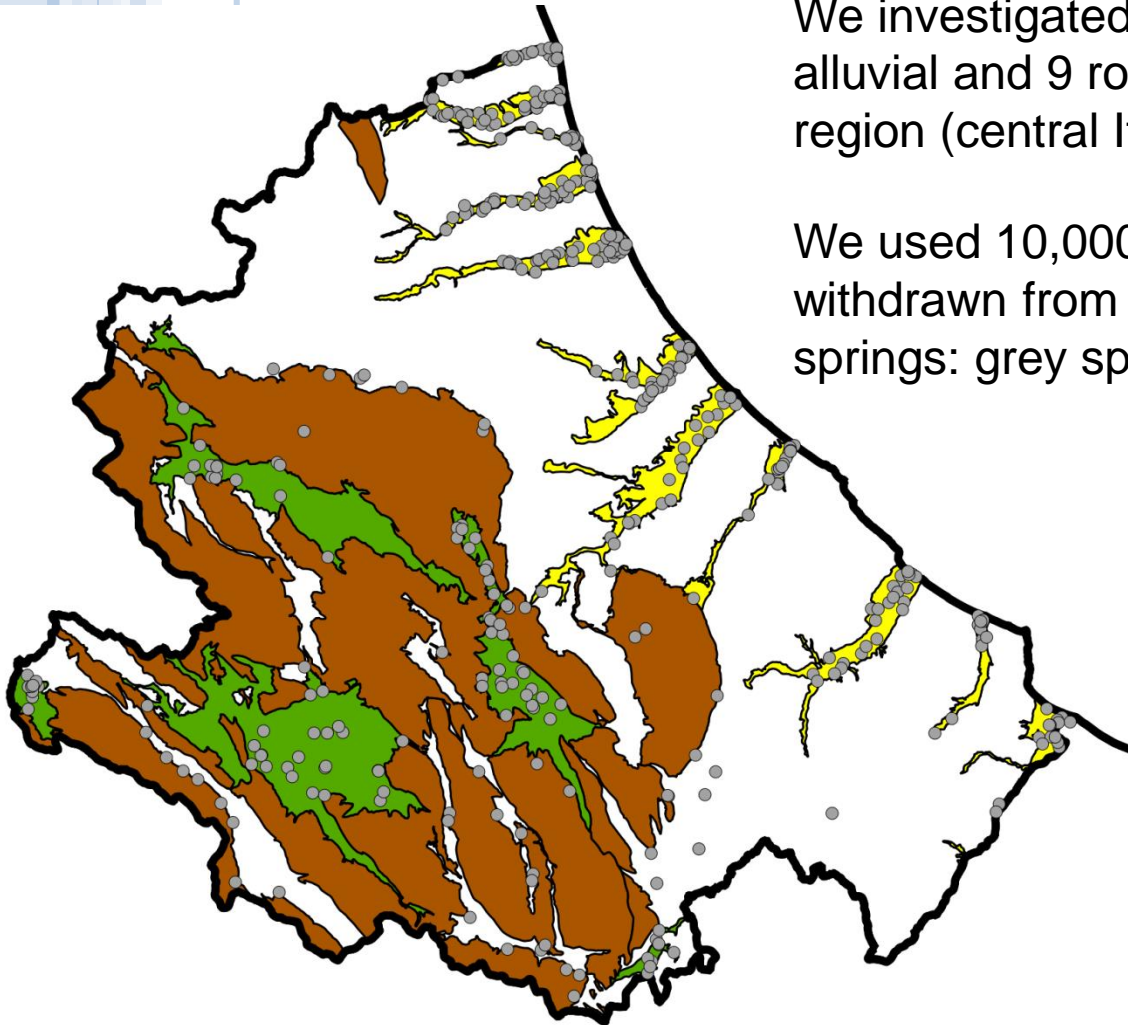 We investigated
alluvial and 9 ro
region (central It
We used 10,000
withdrawn from
springs: grey sp